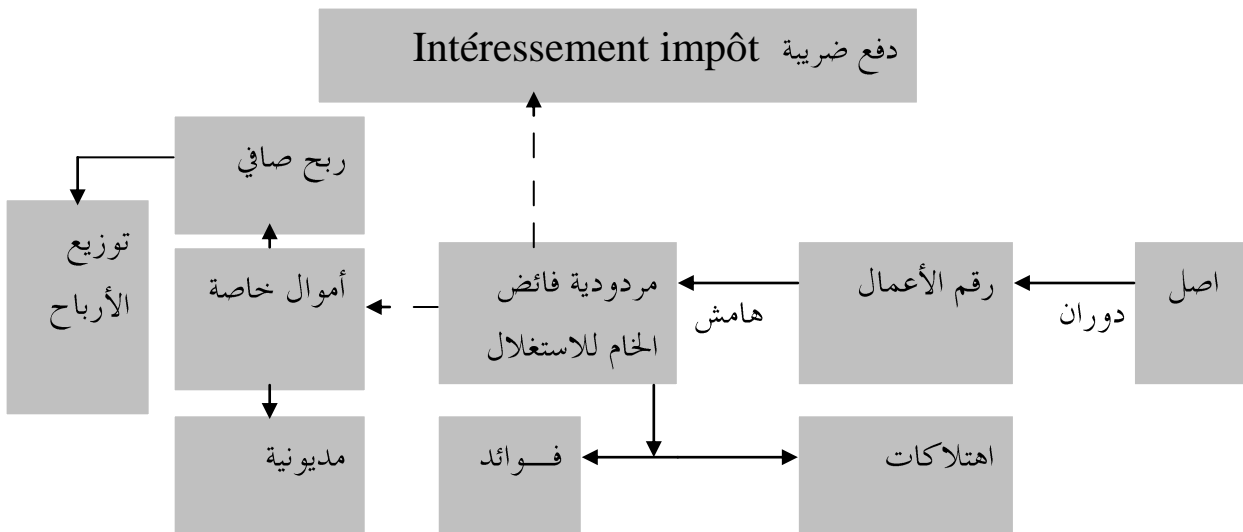 دفع ضريبة Intéressement impôt
ربح صافي
توزيع
الأرباح
اصل
دوران
رقم الأعمال
هامش
مردودية فائض
الخام للاستغلال
أموال خاصة
مديونية
فـــوائد
اهتلاكات